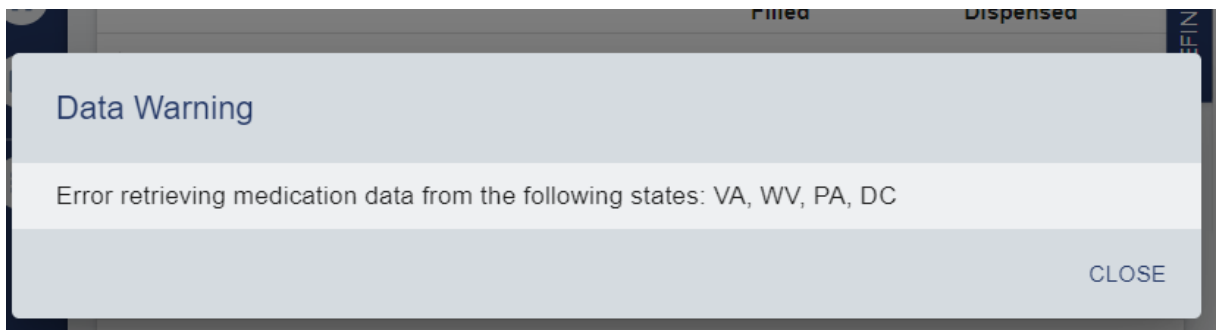 Filled Dispensed
Data Warning
Error retrieving medication data from the following states: VA, WV, PA, DC
CLOSE